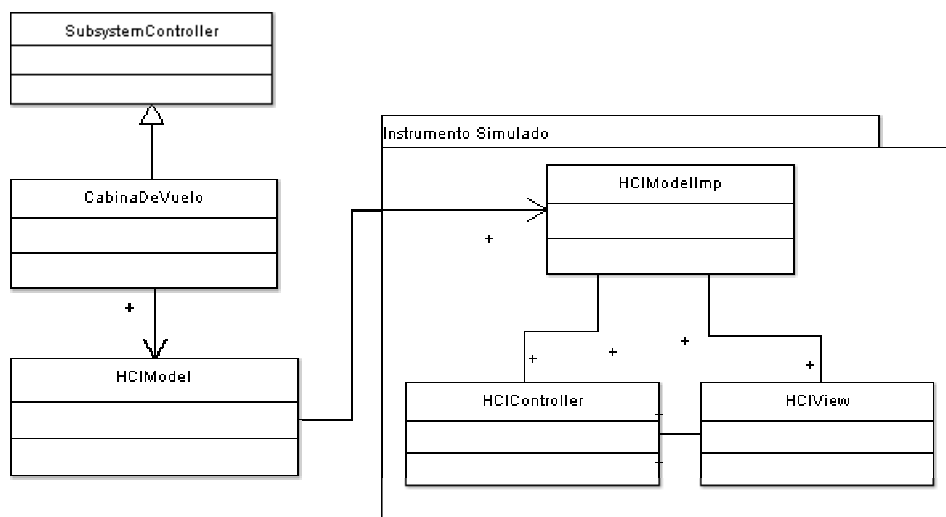 SubsystemController
Instrumento Simulado
HCIModelImp
CabinaDeVuelo
+
+
HCIModel
+
+
+
+
HCIController
HCIView
+
+